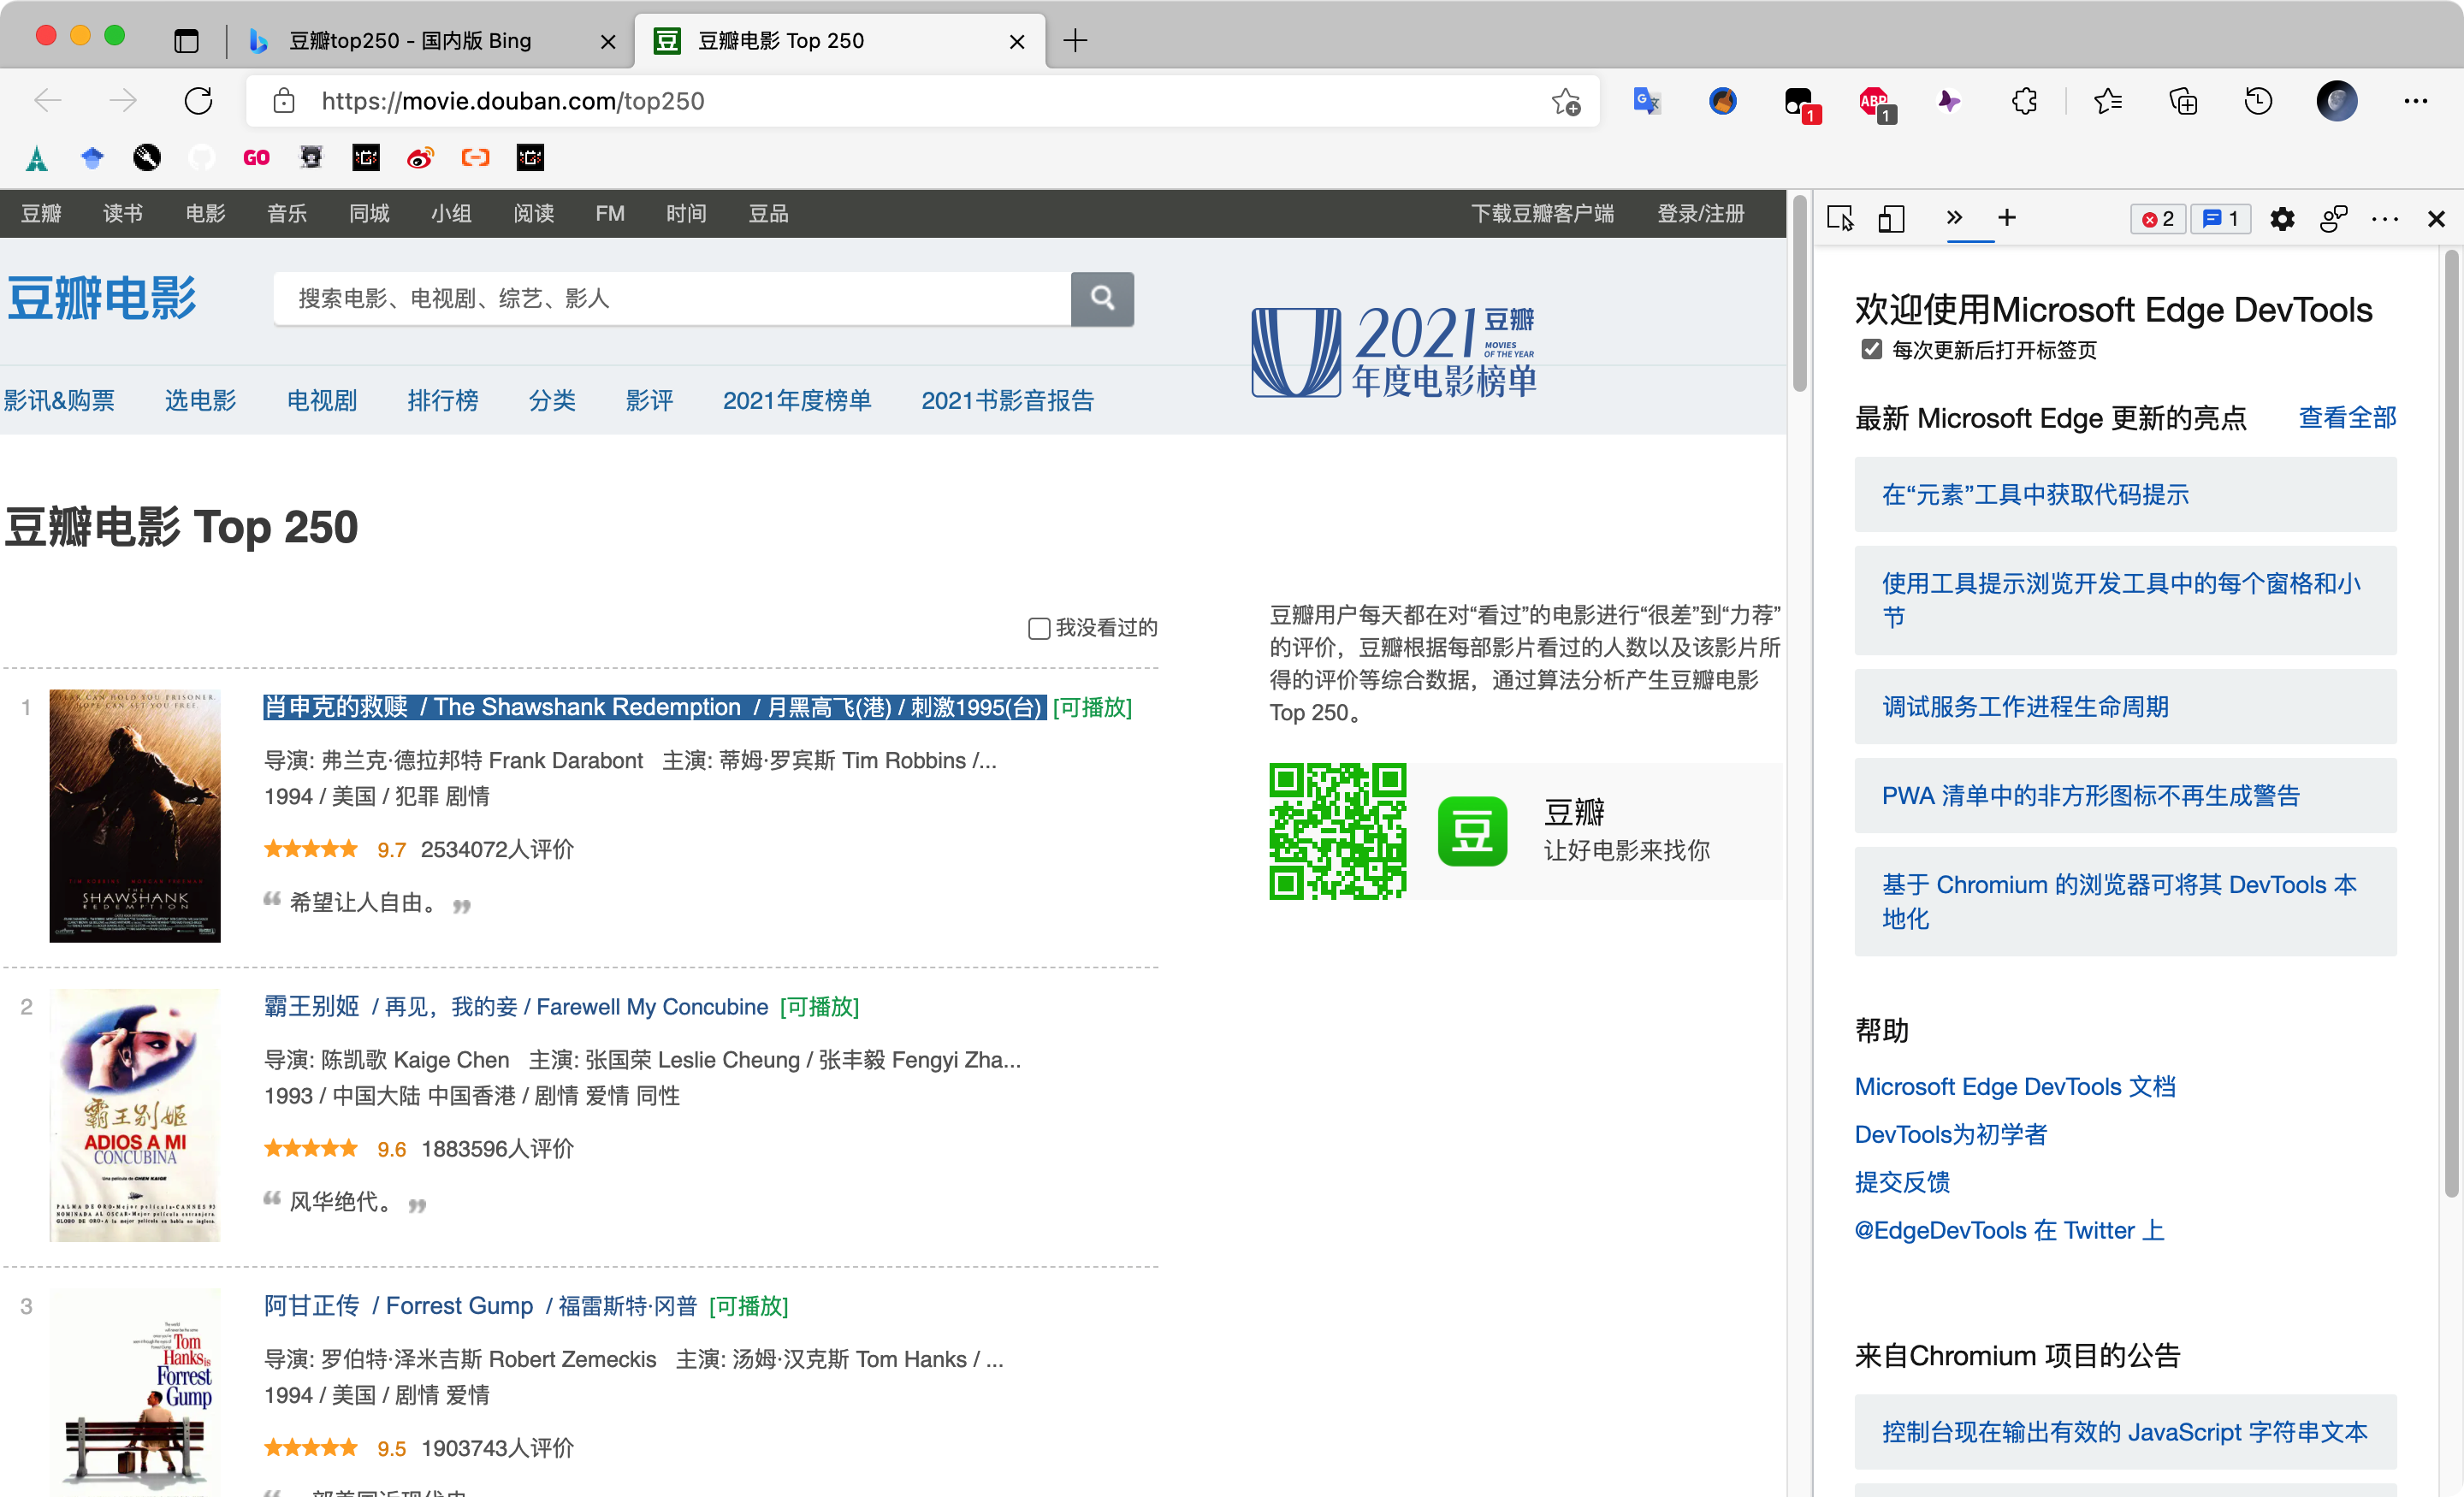 豆瓣top250 - 国内版 Bing
豆瓣电影 Top 250
https://movie.douban.com/top250
1
ABP
1
GO
豆瓣 读书 电影 音乐 同城 小组 阅读 FM 时间 豆品 下载豆瓣客户端 登录/注册
豆瓣电影
搜索电影、电视剧、综艺、影人
2021 豆瓣
MOVIES
OF THE YEAR
年度电影榜单
影讯&购票 选电影 电视剧 排行榜 分类 影评 2021年度榜单 2021书影音报告
豆瓣电影 Top 250
我没看过的
1
肖申克的救赎 / The Shawshank Redemption / 月黑高飞(港) / 刺激1995(台) [可播放]
导演: 弗兰克·德拉邦特 Frank Darabont 主演: 蒂姆·罗宾斯 Tim Robbins /...
1994 / 美国 / 犯罪 剧情
9.7 2534072人评价
“ 希望让人自由。 ”
THE
SHAWSHANK
REDEMPTION
2
霸王别姬 / 再见，我的妾 / Farewell My Concubine [可播放]
导演: 陈凯歌 Kaige Chen 主演: 张国荣 Leslie Cheung / 张丰毅 Fengyi Zha...
1993 / 中国大陆 中国香港 / 剧情 爱情 同性
9.6 1883596人评价
“ 风华绝代。 ”
霸王别姬
ADIOS A MI
CONCUBINA
Una película de CHEN KAIGE
3
阿甘正传 / Forrest Gump / 福雷斯特·冈普 [可播放]
导演: 罗伯特·泽米吉斯 Robert Zemeckis 主演: 汤姆·汉克斯 Tom Hanks / ...
1994 / 美国 / 剧情 爱情
9.5 1903743人评价
Tom
Hanks is
Forrest
Gump
豆瓣用户每天都在对“看过”的电影进行“很差”到“力荐”
的评价，豆瓣根据每部影片看过的人数以及该影片所
得的评价等综合数据，通过算法分析产生豆瓣电影
Top 250。
豆
豆瓣
让好电影来找你
2 1
欢迎使用Microsoft Edge DevTools
每次更新后打开标签页
最新 Microsoft Edge 更新的亮点 查看全部
在“元素”工具中获取代码提示
使用工具提示浏览开发工具中的每个窗格和小
节
调试服务工作进程生命周期
PWA 清单中的非方形图标不再生成警告
基于 Chromium 的浏览器可将其 DevTools 本
地化
帮助
Microsoft Edge DevTools 文档
DevTools为初学者
提交反馈
@EdgeDevTools 在 Twitter 上
来自Chromium 项目的公告
控制台现在输出有效的 JavaScript 字符串文本